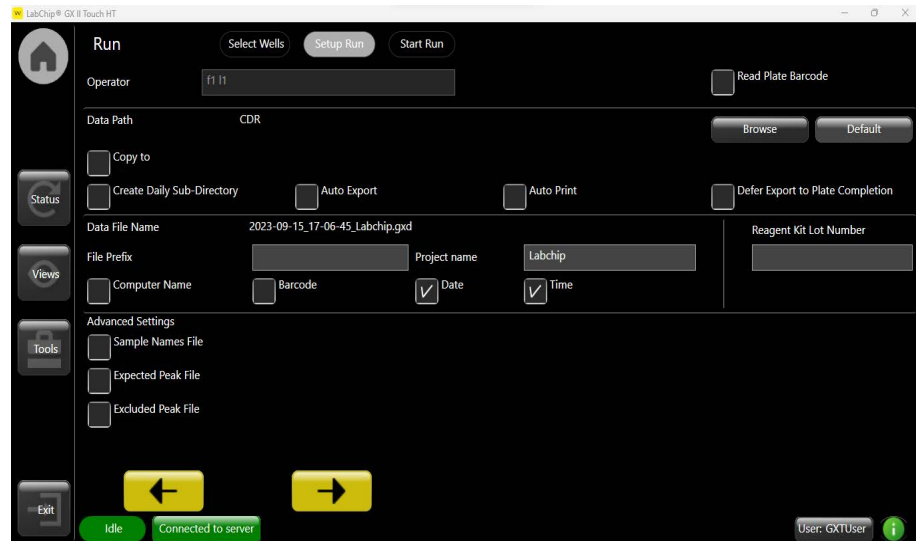 LabChip® GX II Touch HT
Run Select Wells Setup Run Start Run
Operator f1 l1 Read Plate Barcode
Data Path CDR Browse Default
Copy to
Status Create Daily Sub-Directory Auto Export Auto Print Defer Export to Plate Completion
Data File Name 2023-09-15_17-06-45_Labchip.gxd Reagent Kit Lot Number
Views File Prefix Project name Labchip
Computer Name Barcode Date Time
Advanced Settings
Tools Sample Names File
Expected Peak File
Excluded Peak File
Exit
Idle Connected to server User: GXTUser